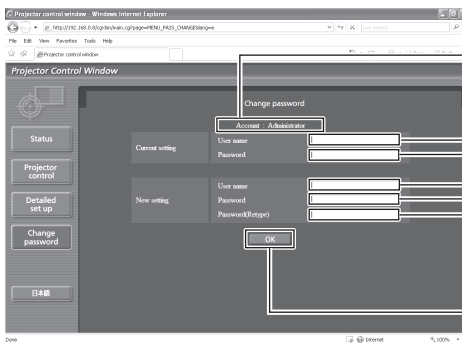 Projector control window - Windows Internet Explorer
http://192.168.0.8/cgi-bin/main.cgi?page=MENU_PASS_CHANGE&lang=e
Live Search
File Edit View Favorites Tools Help
Projector control window
Projector Control Window
Change password
Account : Administrator
Status
Current setting
User name
Password
Projector control
New setting
User name
Password
Password(Retype)
Detailed set up
OK
Change password
日本語
Done
Internet
100%